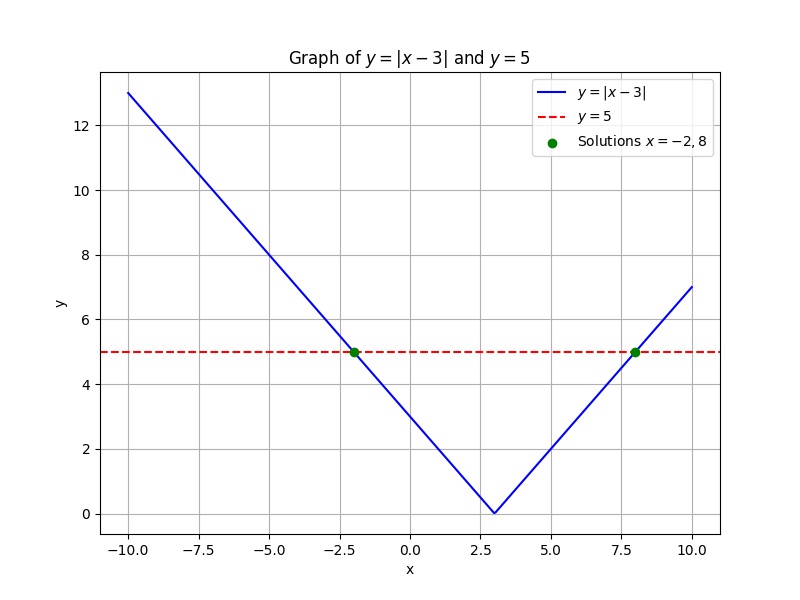 Graph of y = |x − 3| and y = 5
y = |x − 3|
y = 5
Solutions x = −2, 8
12
10
8
6
4
2
0
y
−10.0 −7.5 −5.0 −2.5 0.0 2.5 5.0 7.5 10.0
x